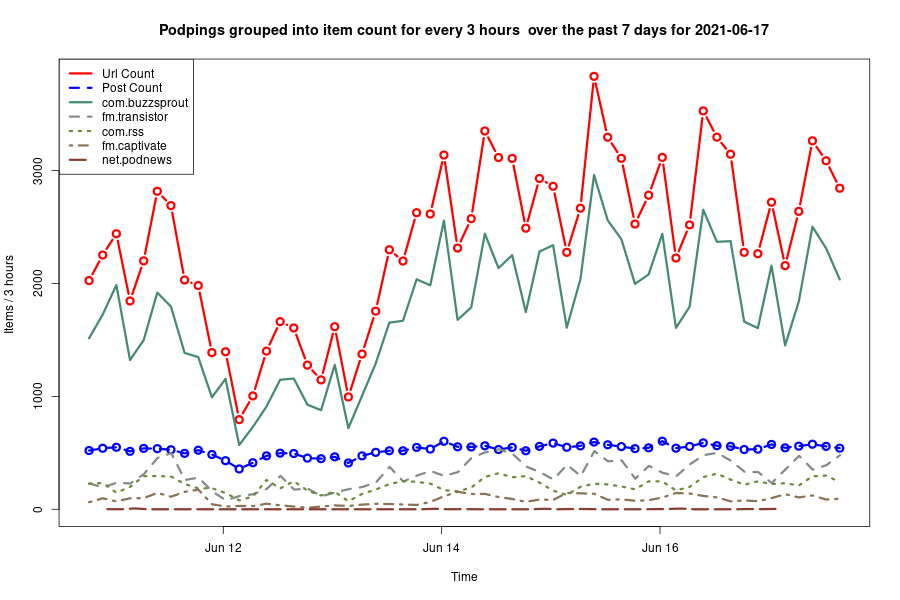 Podpings grouped into item count for every 3 hours  over the past 7 days for 2021-06-17
Url Count
Post Count
com.buzzsprout
fm.transistor
com.rss
fm.captivate
net.podnews
Items / 3 hours
3000
2000
1000
0
Jun 12
Jun 14
Jun 16
Time